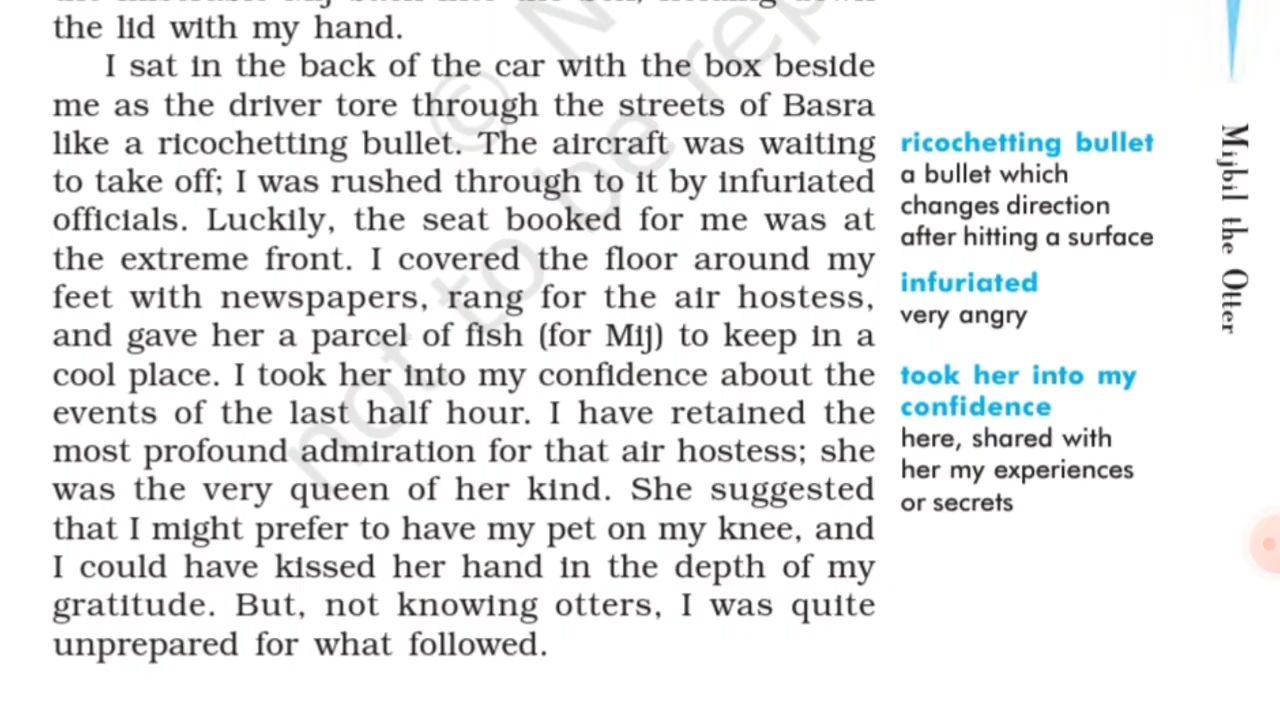 the lid with my hand.
I sat in the back of the car with the box beside
me as the driver tore through the streets of Basra
like a ricochetting bullet. The aircraft was waiting
to take off; I was rushed through to it by infuriated
officials. Luckily, the seat booked for me was at
the extreme front. I covered the floor around my
feet with newspapers, rang for the air hostess,
and gave her a parcel of fish (for Mij) to keep in a
cool place. I took her into my confidence about the
events of the last half hour. I have retained the
most profound admiration for that air hostess; she
was the very queen of her kind. She suggested
that I might prefer to have my pet on my knee, and
I could have kissed her hand in the depth of my
gratitude. But, not knowing otters, I was quite
unprepared for what followed.
ricochetting bullet
a bullet which
changes direction
after hitting a surface
infuriated
very angry
took her into my
confidence
here, shared with
her my experiences
or secrets
Mijbil the Otter
© N
not to be rep